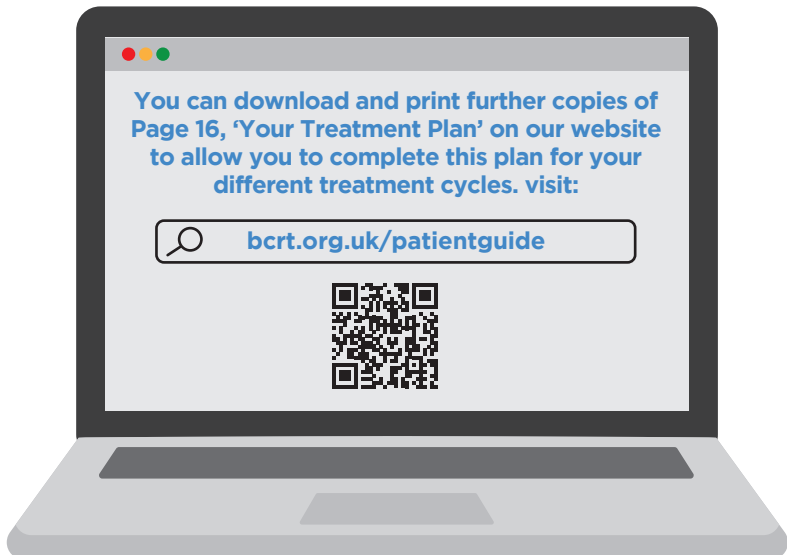 You can download and print further copies of
Page 16, ‘Your Treatment Plan’ on our website
to allow you to complete this plan for your
different treatment cycles. visit:
bcrt.org.uk/patientguide